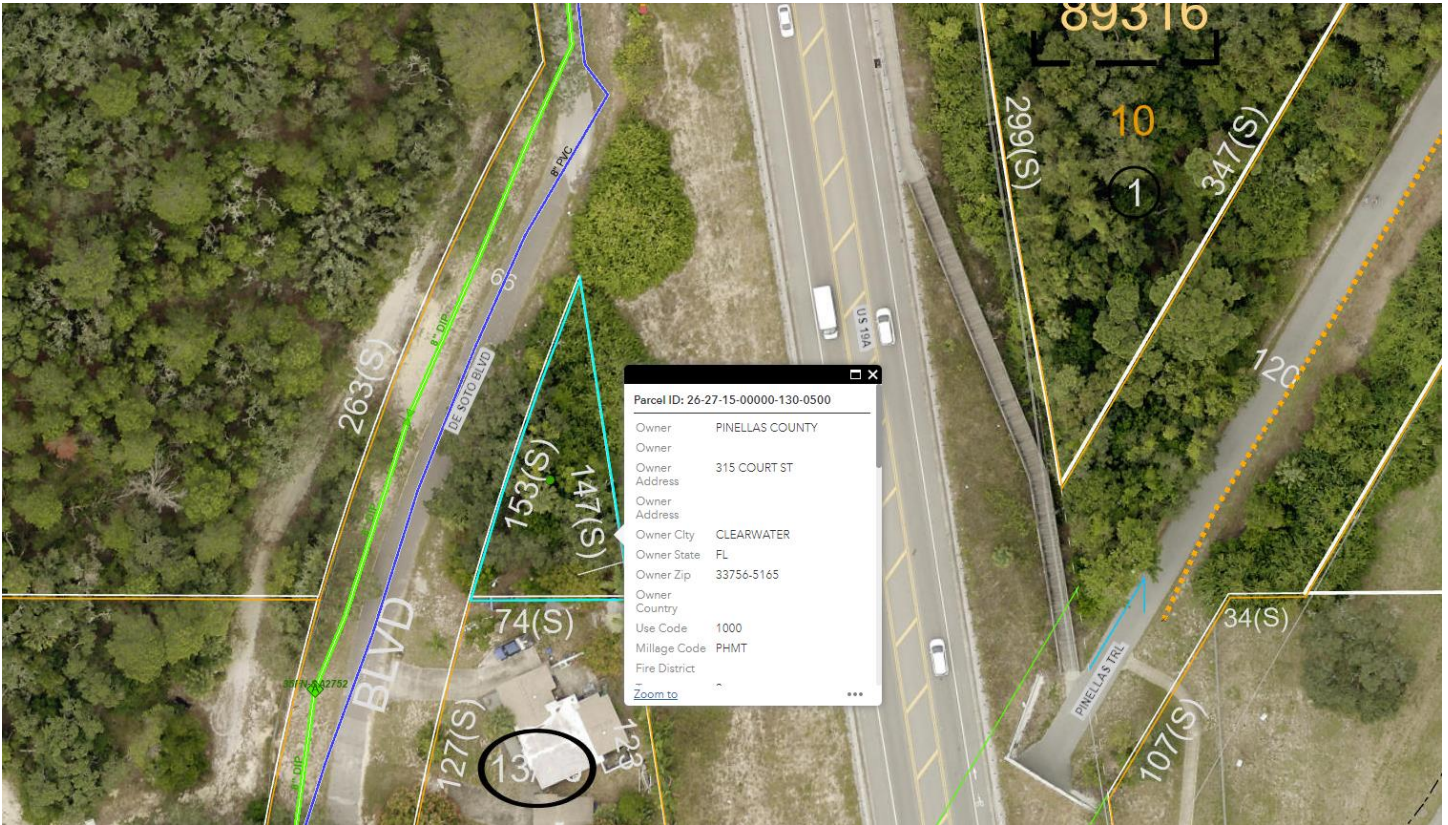 89316
10
1
299(S)
347(S)
8" PVC
66
8" DIP
263(S)
DE SOTO BLVD
US 19A
120
153(S)
147(S)
Parcel ID: 26-27-15-00000-130-0500
Owner PINELLAS COUNTY
Owner
Owner Address 315 COURT ST
Owner Address
Owner City CLEARWATER
Owner State FL
Owner Zip 33756-5165
Owner Country
Use Code 1000
Millage Code PHMT
Fire District
Zoom to
74(S)
34(S)
BLVD
PINELLAS TRL
127(S)
123
107(S)
DIP